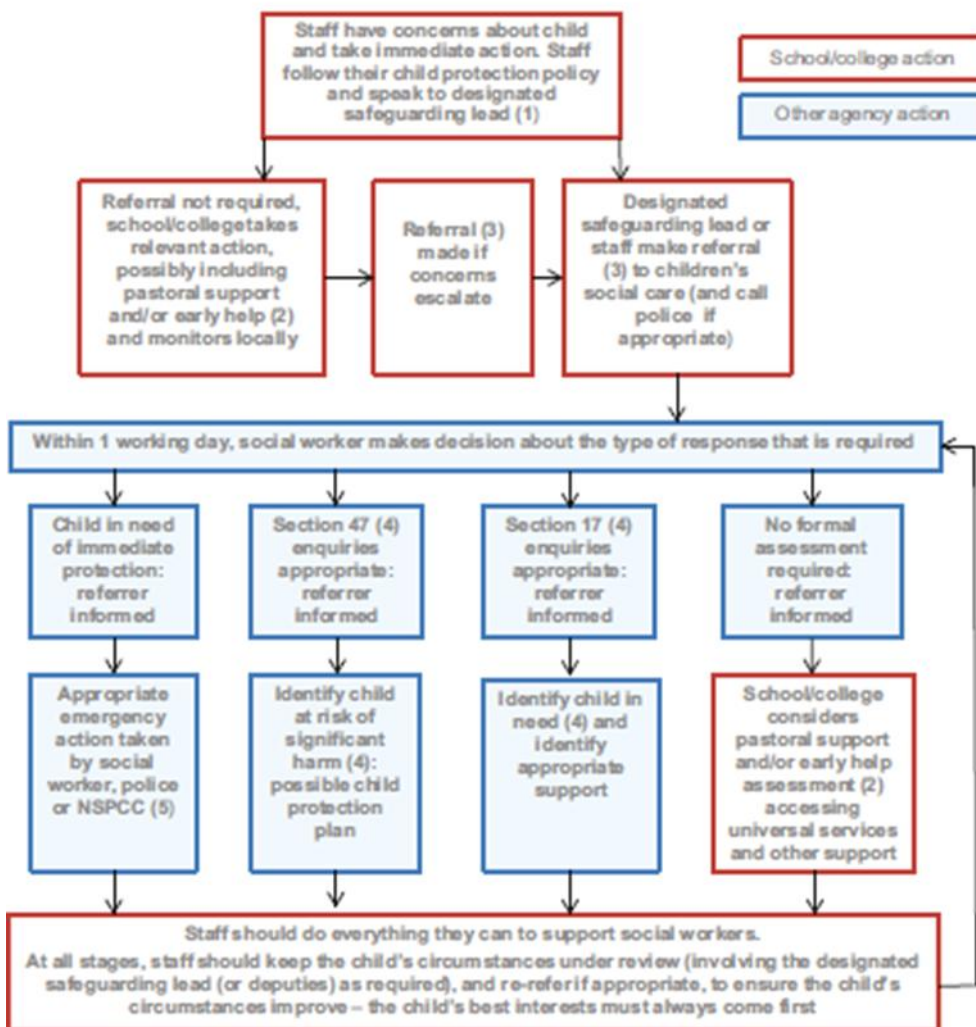 Staff have concerns about child
and take immediate action. Staff
follow their child protection policy
and speak to designated
safeguarding lead (1)
School/college action
Other agency action
Referral not required,
school/college takes
relevant action,
possibly including
pastoral support
and/or early help (2)
and monitors locally
Referral (3)
made if
concerns
escalate
Designated
safeguarding lead or
staff make referral
(3) to children's
social care (and call
police if
appropriate)
Within 1 working day, social worker makes decision about the type of response that is required
Child in need
of immediate
protection:
referrer
informed
Section 47 (4)
enquiries
appropriate:
referrer
informed
Section 17 (4)
enquiries
appropriate:
referrer
informed
No formal
assessment
required:
referrer
informed
Appropriate
emergency
action taken
by social
worker, police
or NSPCC (5)
Identify child
at risk of
significant
harm (4):
possible child
protection
plan
Identify child in
need (4) and
identify
appropriate
support
School/college
considers
pastoral support
and/or early help
assessment (2)
accessing
universal services
and other support
Staff should do everything they can to support social workers.
At all stages, staff should keep the child's circumstances under review (involving the designated
safeguarding lead (or deputies) as required), and re-refer if appropriate, to ensure the child's
circumstances improve – the child's best interests must always come first